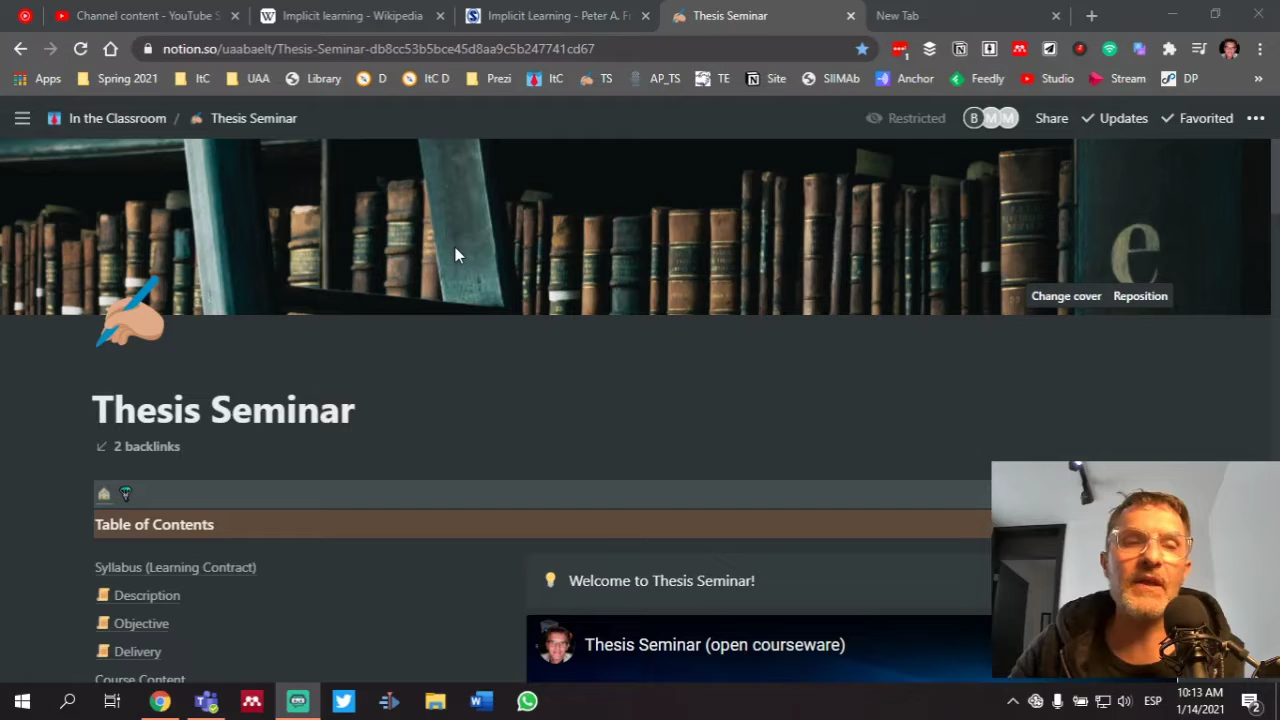 Channel content - YouTube S
Implicit learning - Wikipedia
Implicit Learning - Peter A. Fr
Thesis Seminar
New Tab
notion.so/uaabaelt/Thesis-Seminar-db8cc53b5bce45d8aa9c5b247741cd67
Apps
Spring 2021
ItC
UAA
Library
D
ItC D
Prezi
ItC
TS
AP_TS
TE
Site
SIIMAb
Anchor
Feedly
Studio
Stream
DP
»
In the Classroom / Thesis Seminar
Restricted
B M M
Share
Updates
Favorited
e
Change cover
Reposition
Thesis Seminar
2 backlinks
Table of Contents
Syllabus (Learning Contract)
Description
Objective
Delivery
Course Content
Welcome to Thesis Seminar!
Thesis Seminar (open courseware)
ESP
10:13 AM
1/14/2021
2